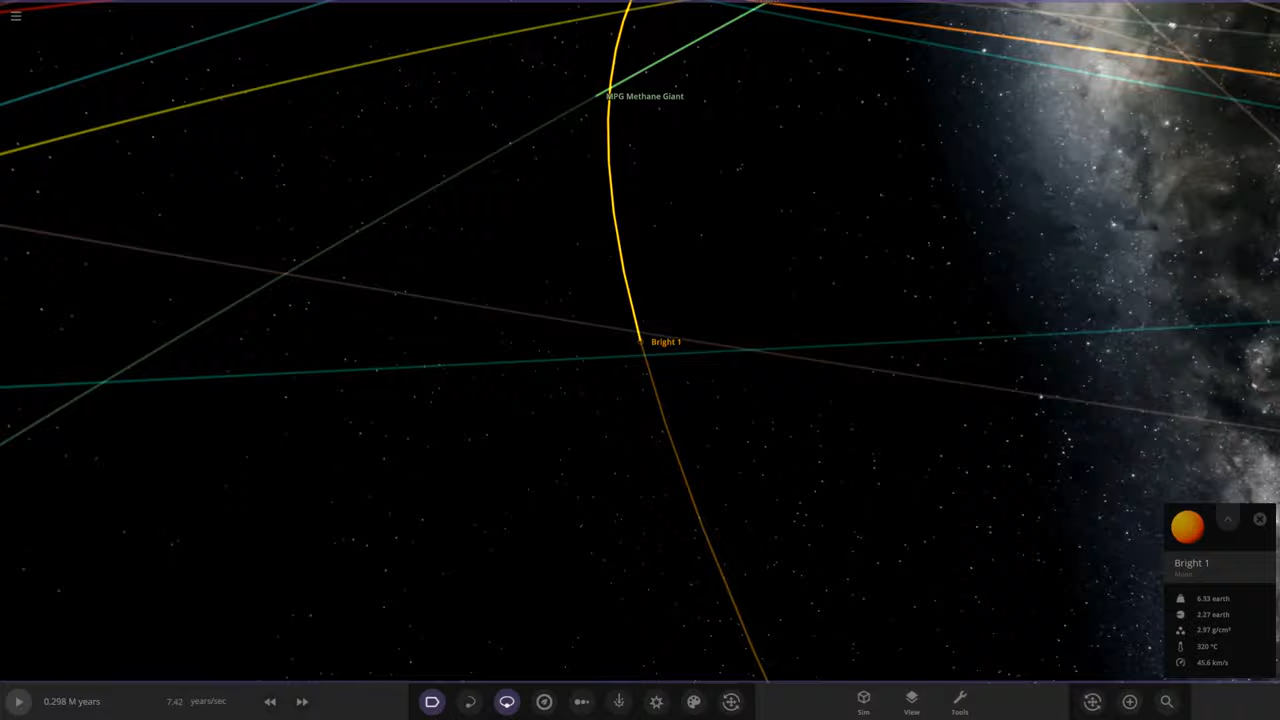 MPG Methane Giant
Bright 1
Bright 1
Moon
6.33 earth
2.27 earth
2.97 g/cm³
320 °C
45.6 km/s
0.298 M years
7.42 years/sec
Sim
View
Tools